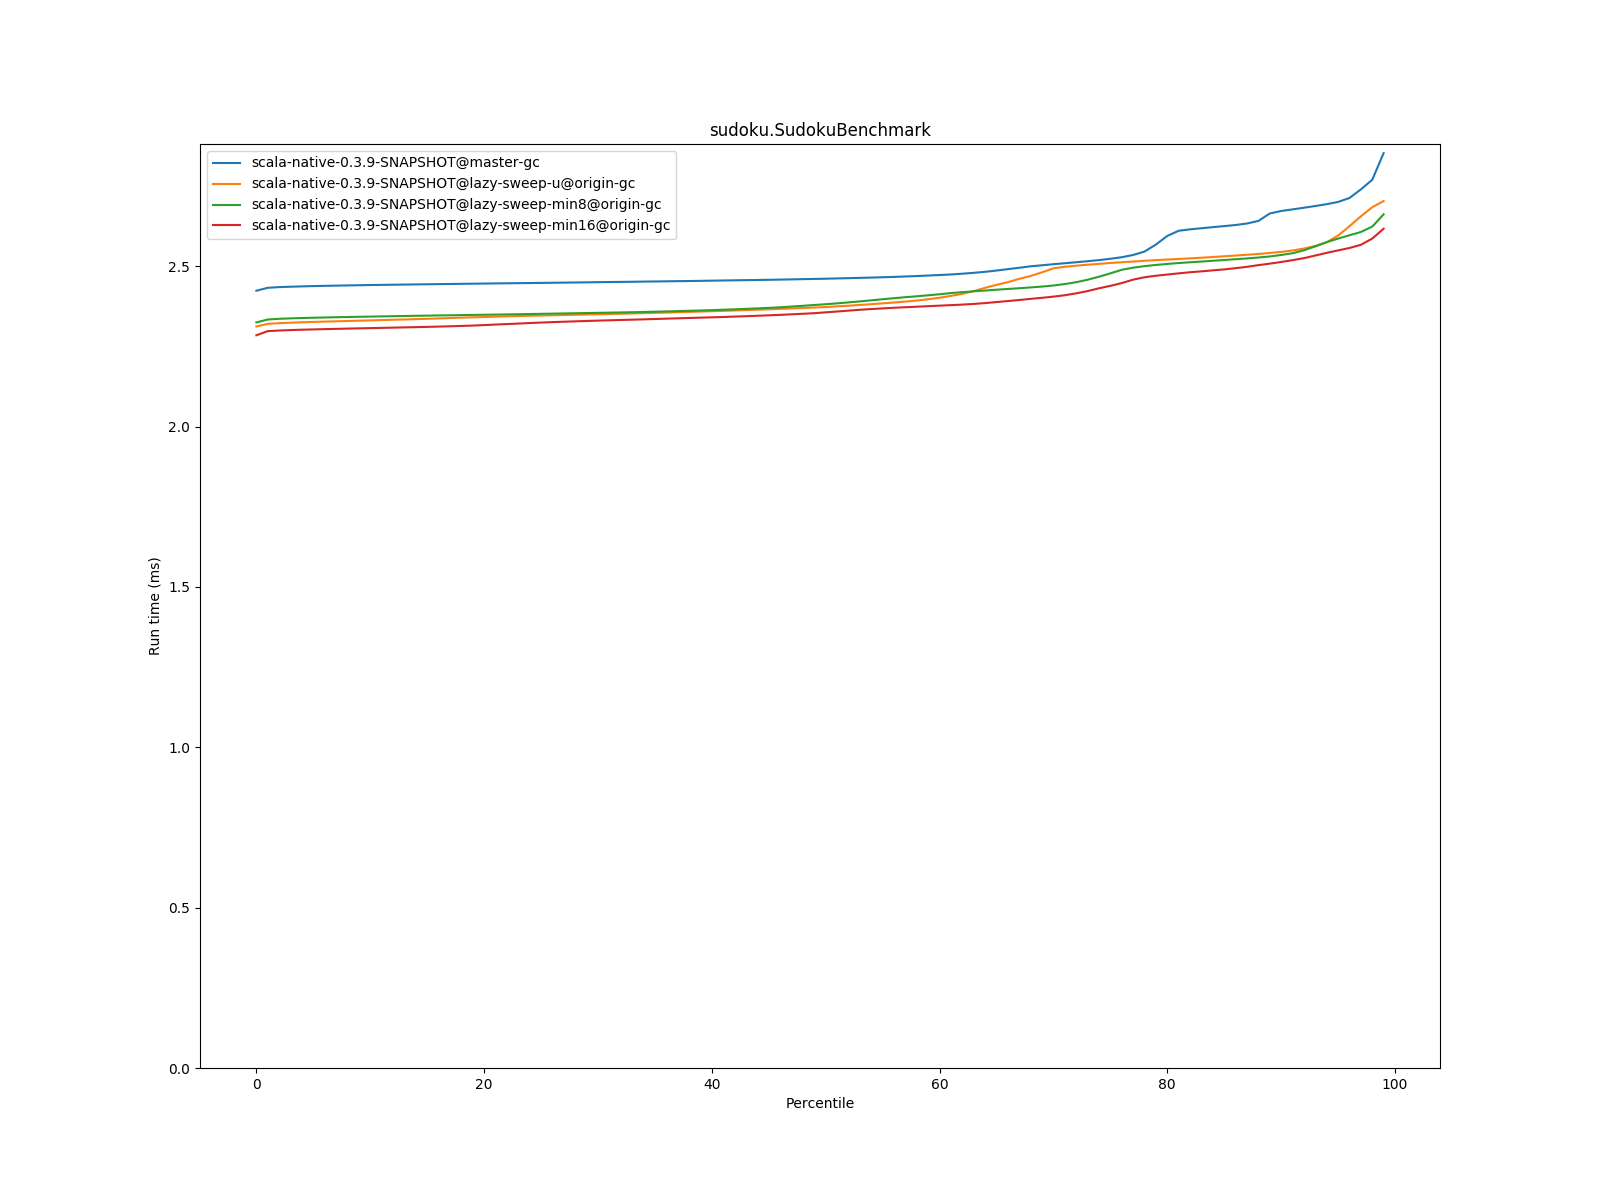 sudoku.SudokuBenchmark
scala-native-0.3.9-SNAPSHOT@master-gc
scala-native-0.3.9-SNAPSHOT@lazy-sweep-u@origin-gc
scala-native-0.3.9-SNAPSHOT@lazy-sweep-min8@origin-gc
scala-native-0.3.9-SNAPSHOT@lazy-sweep-min16@origin-gc
2.5
2.0
1.5
1.0
0.5
0.0
Run time (ms)
0 20 40 60 80 100
Percentile